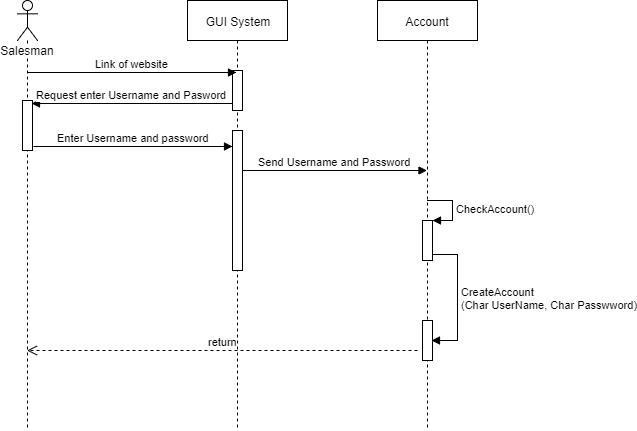 GUI System
Account
Salesman
Link of website
Request enter Username and Pasword
Enter Username and password
Send Username and Password
CheckAccount()
CreateAccount
(Char UserName, Char Passwword)
return